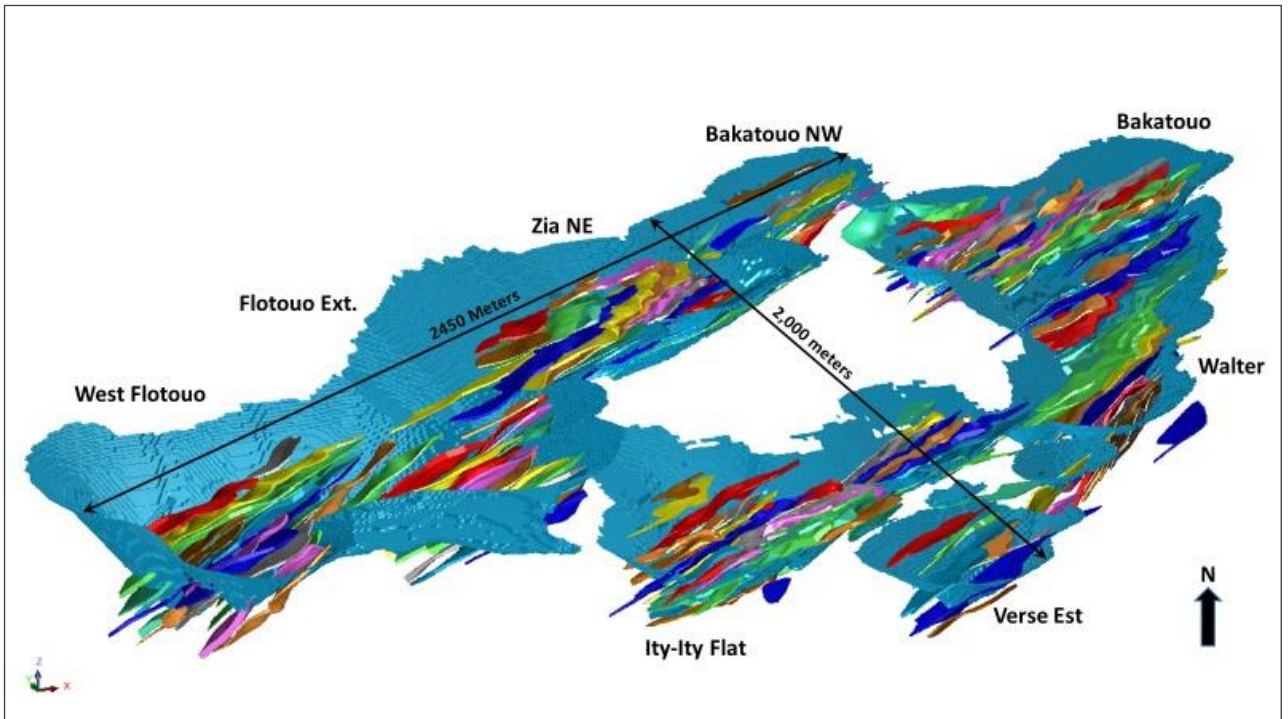 Bakatouo
Bakatouo NW
Zia NE
Flotouo Ext.
2450 Meters
2,000 meters
West Flotouo
Walter
N
Verse Est
Ity-Ity Flat
Z
Y
X